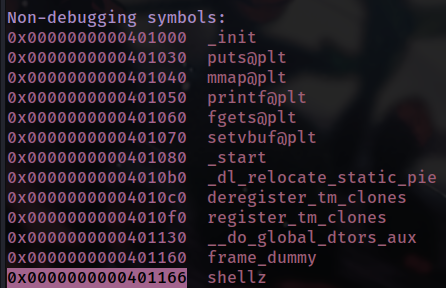 Non-debugging symbols:
0x0000000000401000  _init
0x0000000000401030  puts@plt
0x0000000000401040  mmap@plt
0x0000000000401050  printf@plt
0x0000000000401060  fgets@plt
0x0000000000401070  setvbuf@plt
0x0000000000401080  _start
0x00000000004010b0  _dl_relocate_static_pie
0x00000000004010c0  deregister_tm_clones
0x00000000004010f0  register_tm_clones
0x0000000000401130  __do_global_dtors_aux
0x0000000000401160  frame_dummy
0x0000000000401166  shellz